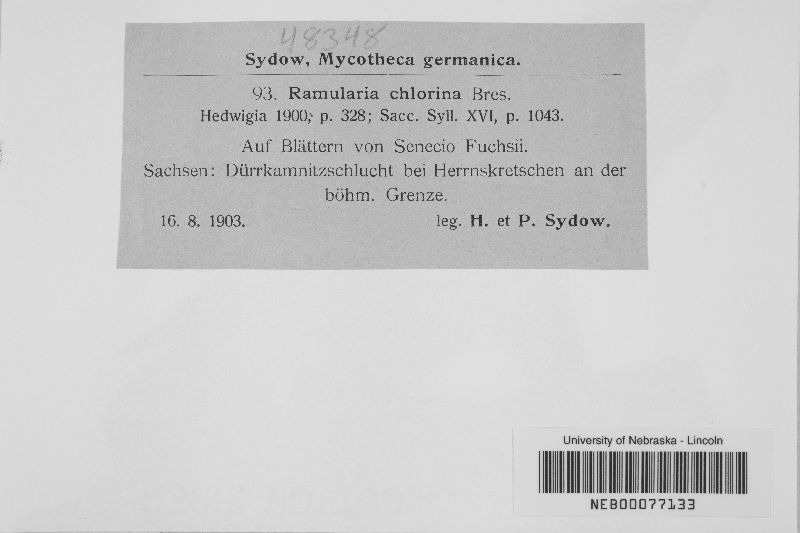 48348
Sydow, Mycotheca germanica.
93. Ramularia chlorina Bres.
Hedwigia 1900, p. 328; Sacc. Syll. XVI, p. 1043.
Auf Blättern von Senecio Fuchsii.
Sachsen: Dürrkamnitzschlucht bei Herrnskretschen an der
böhm. Grenze.
16. 8. 1903. leg. H. et P. Sydow.
University of Nebraska - Lincoln
NEB00077133